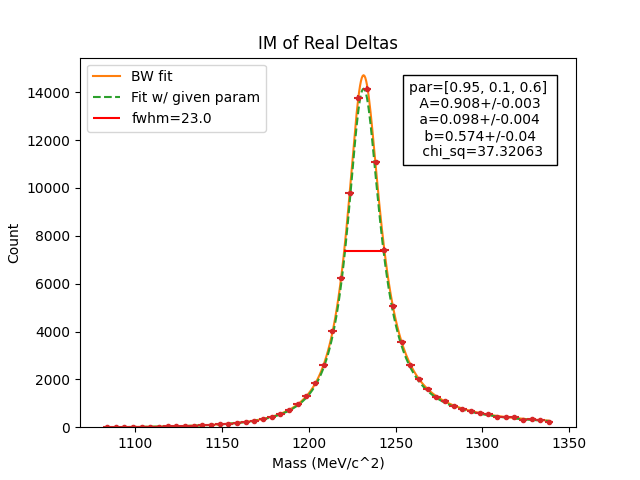 IM of Real Deltas
BW fit
Fit w/ given param
fwhm=23.0
par=[0.95, 0.1, 0.6]
A=0.908+/-0.003
a=0.098+/-0.004
b=0.574+/-0.04
chi_sq=37.32063
Count
14000
12000
10000
8000
6000
4000
2000
0
1100 1150 1200 1250 1300 1350
Mass (MeV/c^2)